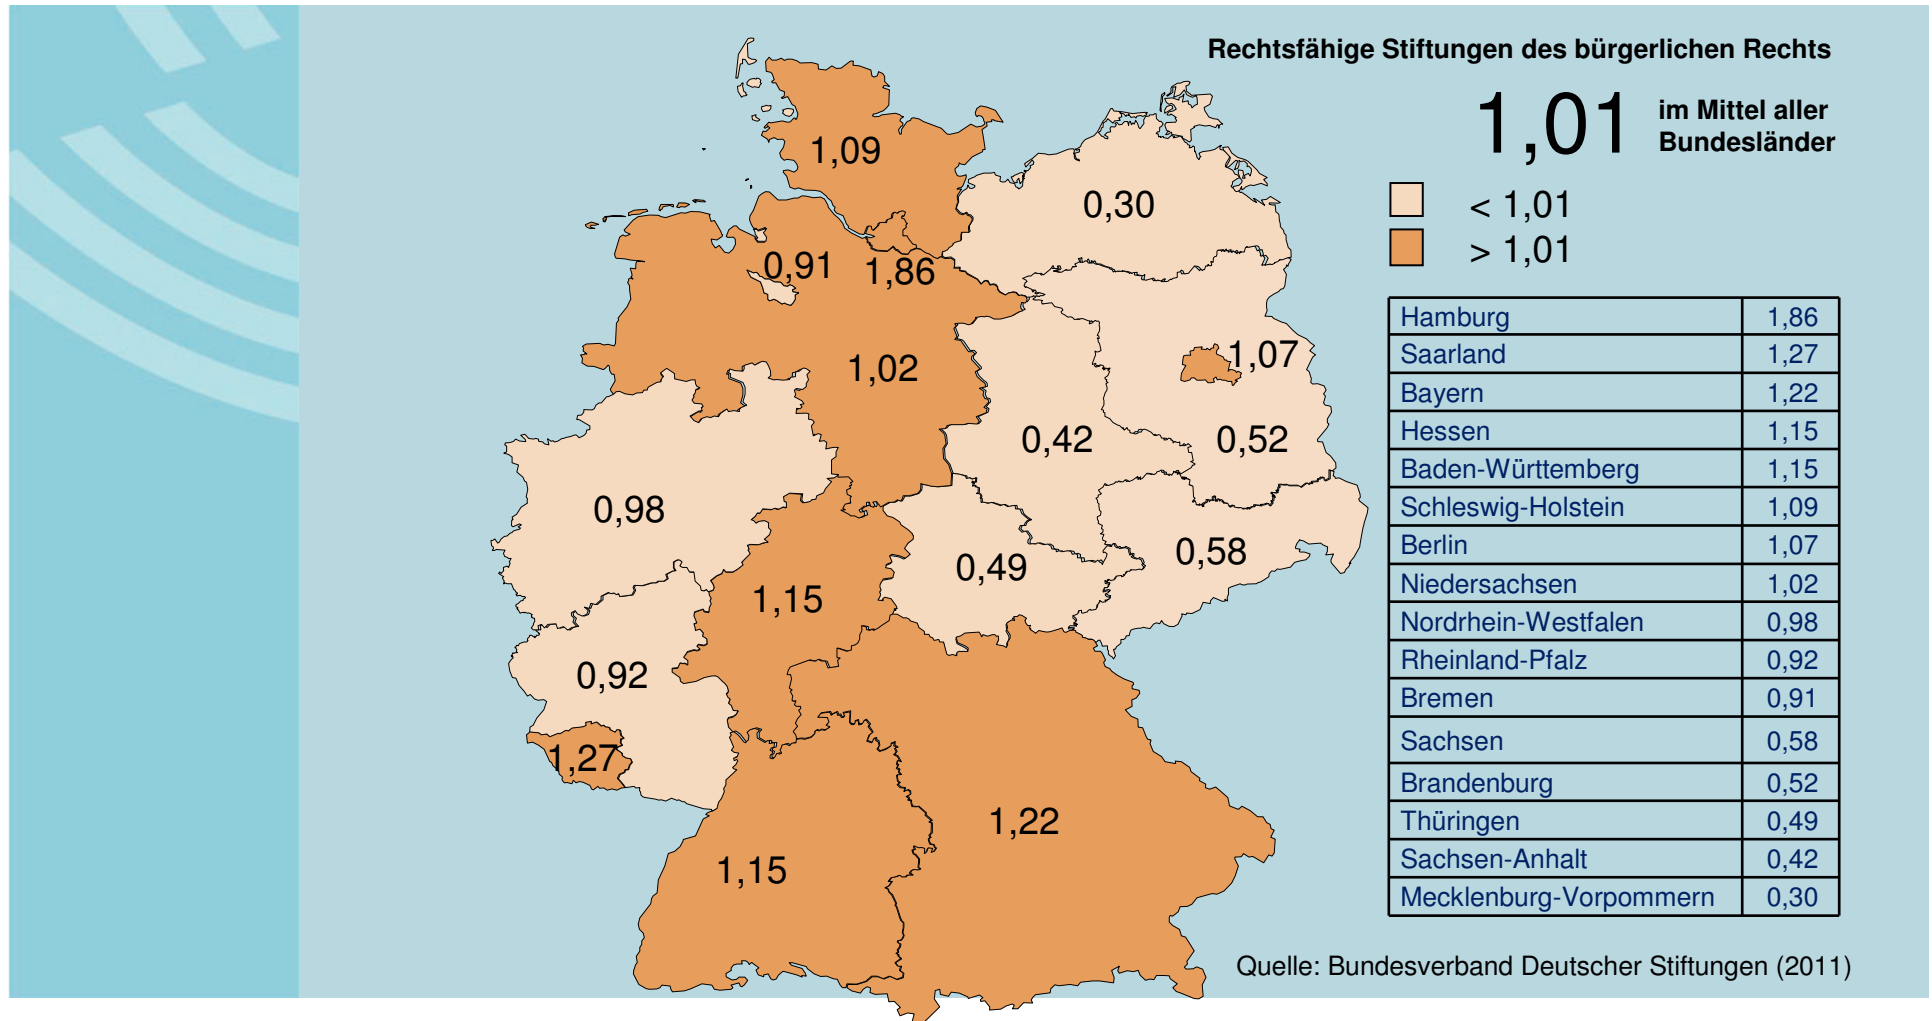 Rechtsfähige Stiftungen des bürgerlichen Rechts
1,01
im Mittel aller
Bundesländer
< 1,01
> 1,01
1,09
0,30
0,91
1,86
1,02
1,07
0,42
0,52
0,98
0,58
0,49
1,15
0,92
1,27
1,22
1,15
Hamburg 1,86
Saarland 1,27
Bayern 1,22
Hessen 1,15
Baden-Württemberg 1,15
Schleswig-Holstein 1,09
Berlin 1,07
Niedersachsen 1,02
Nordrhein-Westfalen 0,98
Rheinland-Pfalz 0,92
Bremen 0,91
Sachsen 0,58
Brandenburg 0,52
Thüringen 0,49
Sachsen-Anhalt 0,42
Mecklenburg-Vorpommern 0,30
Quelle: Bundesverband Deutscher Stiftungen (2011)